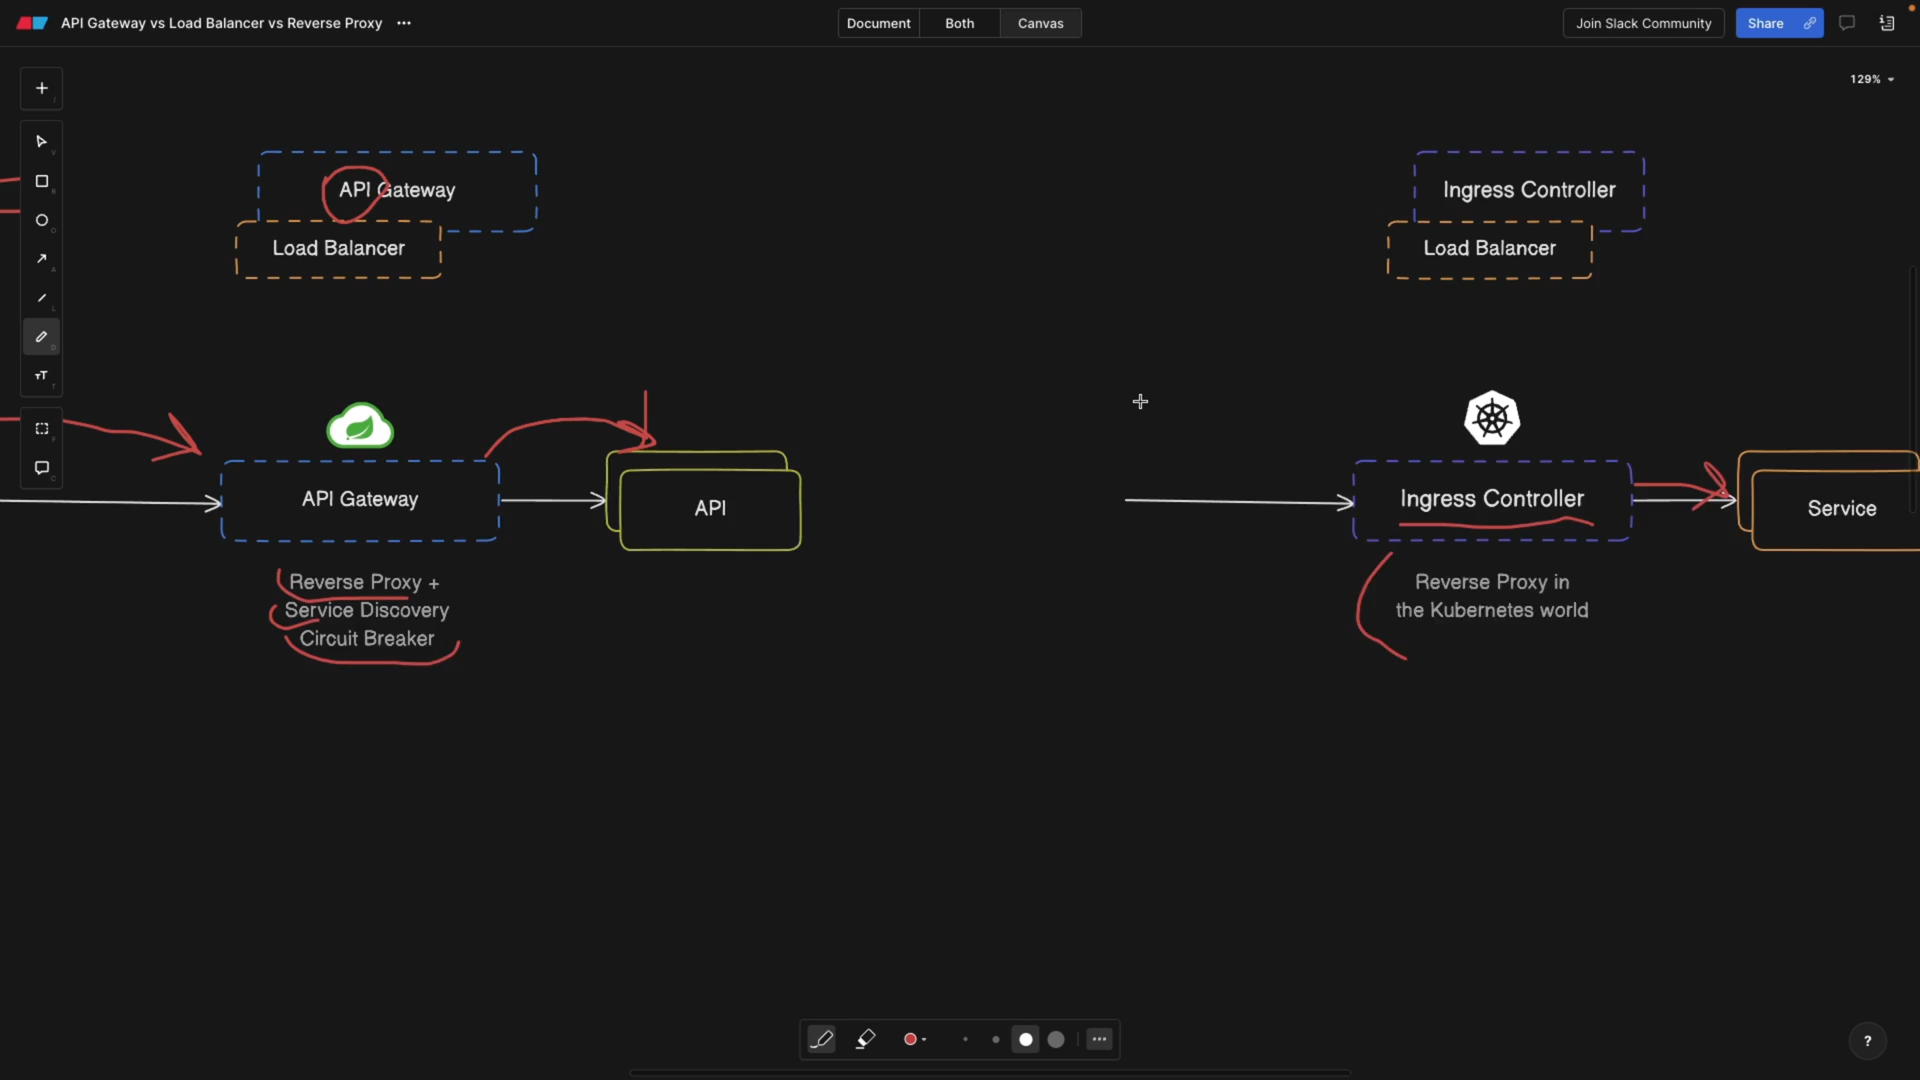 API Gateway vs Load Balancer vs Reverse Proxy
Document
Both
Canvas
Join Slack Community
Share
129%
API Gateway
Load Balancer
Ingress Controller
Load Balancer
API Gateway
API
Ingress Controller
Service
Reverse Proxy +
Service Discovery
Circuit Breaker
Reverse Proxy in
the Kubernetes world
TT
?